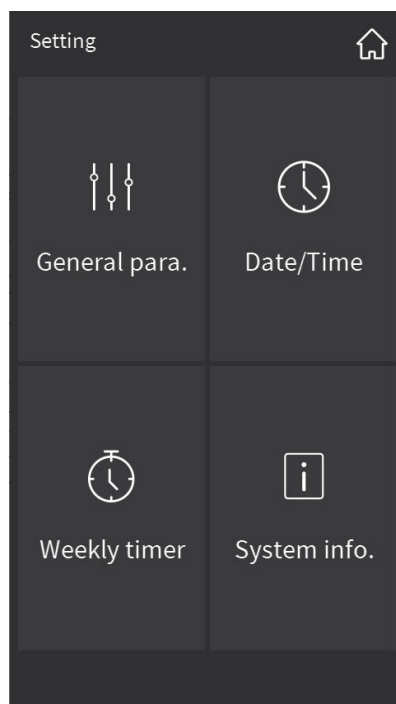 Setting
General para.
Date/Time
Weekly timer
System info.